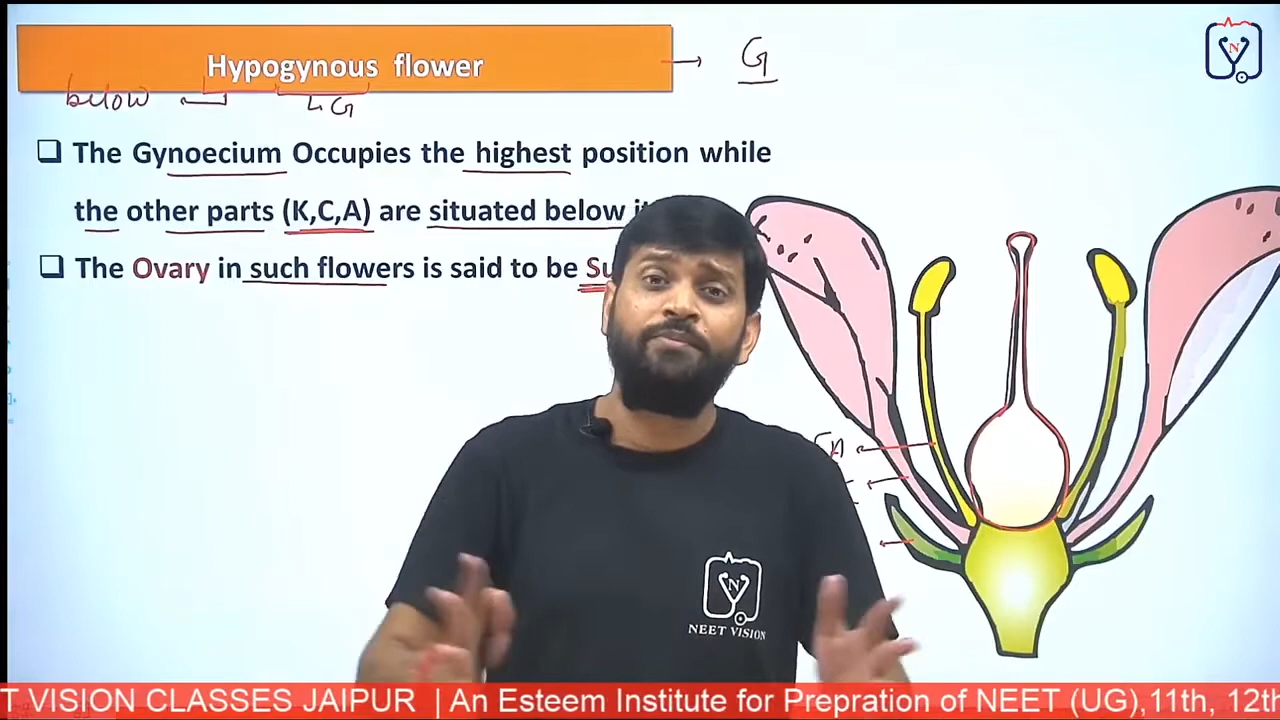 Hypogynous flower
G
below
G
❑ The Gynoecium Occupies the highest position while
the other parts (K,C,A) are situated below
❑ The Ovary in such flowers is said to be
A
N
N
NEET VISION
T VISION CLASSES JAIPUR | An Esteem Institute for Prepration of NEET (UG),11th, 12th